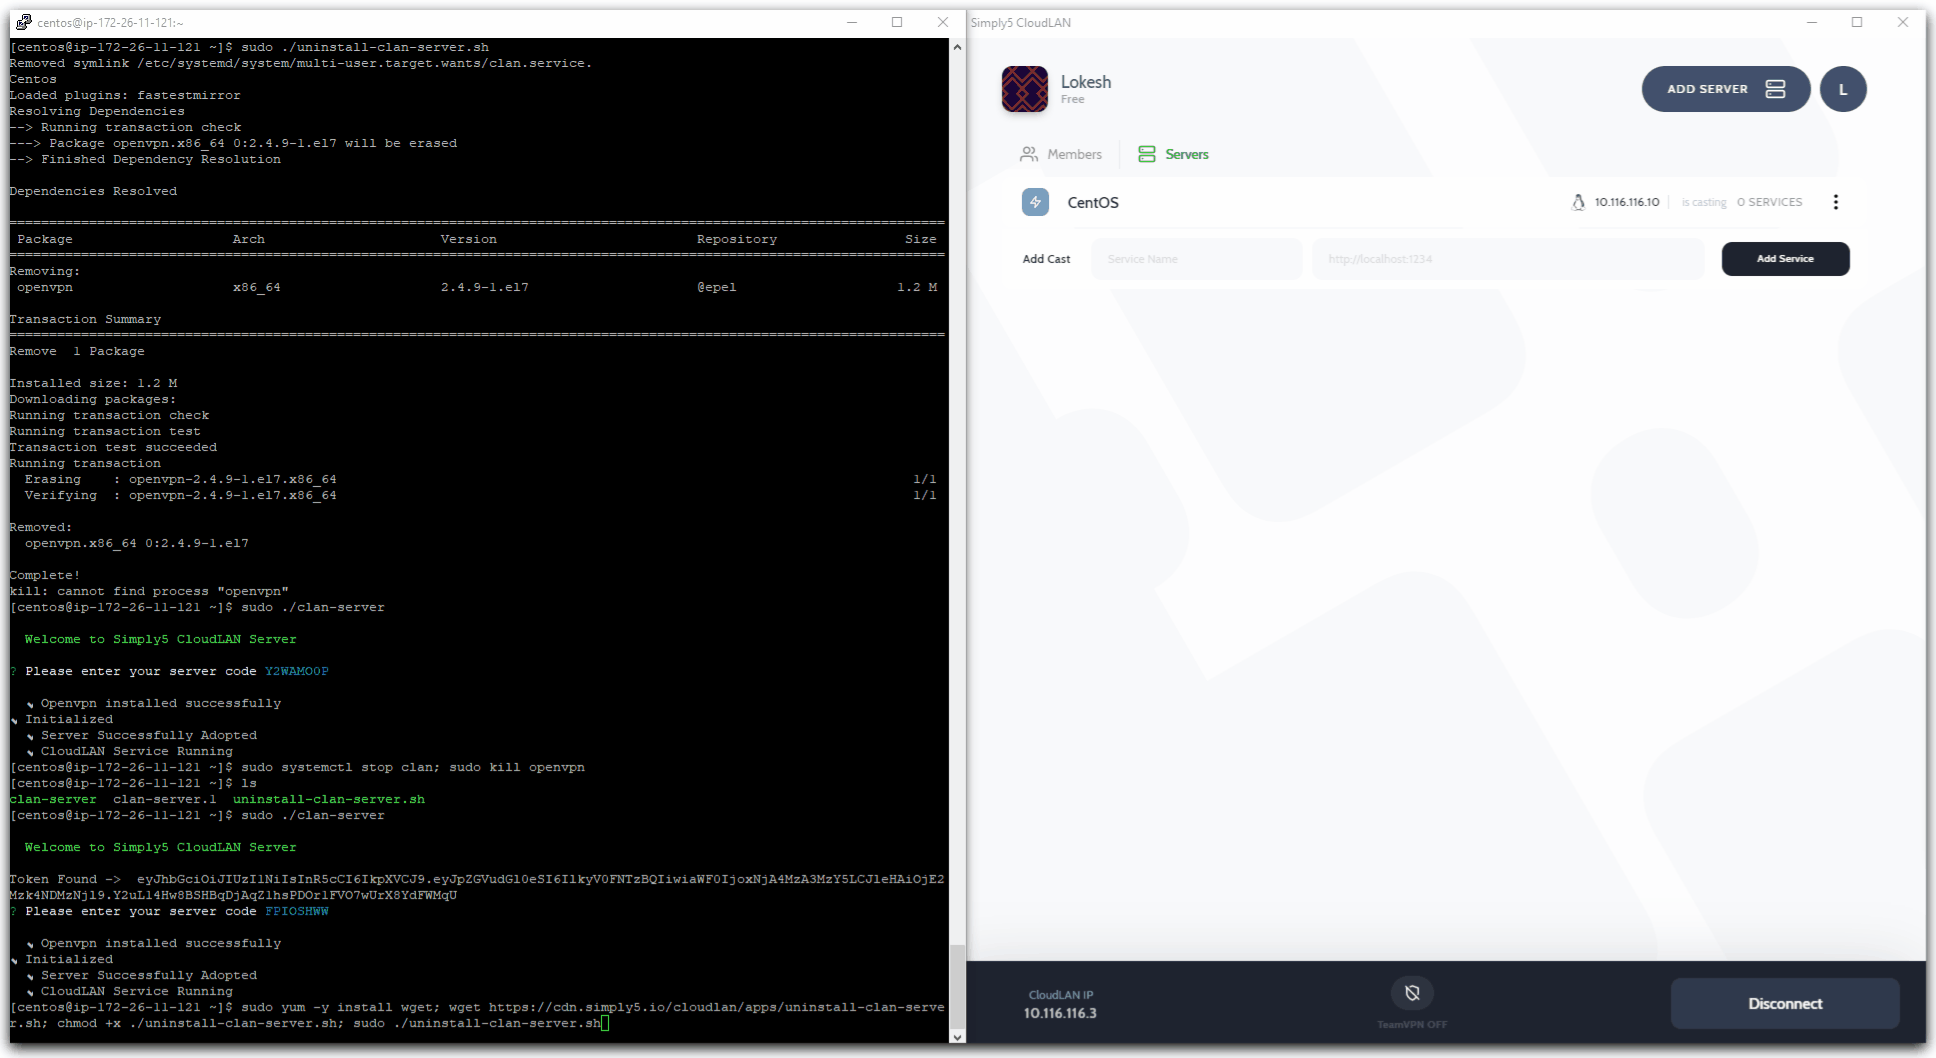 centos@ip-172-26-11-121:~
[centos@ip-172-26-11-121 ~]$ sudo ./uninstall-clan-server.sh
Removed symlink /etc/systemd/system/multi-user.target.wants/clan.service.
Centos
Loaded plugins: fastestmirror
Resolving Dependencies
--> Running transaction check
---> Package openvpn.x86_64 0:2.4.9-1.el7 will be erased
--> Finished Dependency Resolution
Dependencies Resolved
Package Arch Version Repository Size
Removing:
openvpn x86_64 2.4.9-1.el7 @epel 1.2 M
Transaction Summary
Remove 1 Package
Installed size: 1.2 M
Downloading packages:
Running transaction check
Running transaction test
Transaction test succeeded
Running transaction
Erasing : openvpn-2.4.9-1.el7.x86_64 1/1
Verifying : openvpn-2.4.9-1.el7.x86_64 1/1
Removed:
openvpn.x86_64 0:2.4.9-1.el7
Complete!
kill: cannot find process "openvpn"
[centos@ip-172-26-11-121 ~]$ sudo ./clan-server
Welcome to Simply5 CloudLAN Server
? Please enter your server code Y2WAMO0P
Openvpn installed successfully
Initialized
Server Successfully Adopted
CloudLAN Service Running
[centos@ip-172-26-11-121 ~]$ sudo systemctl stop clan; sudo kill openvpn
[centos@ip-172-26-11-121 ~]$ ls
clan-server clan-server.1 uninstall-clan-server.sh
[centos@ip-172-26-11-121 ~]$ sudo ./clan-server
Welcome to Simply5 CloudLAN Server
Token Found ->
? Please enter your server code FPIOSHWW
Openvpn installed successfully
Initialized
Server Successfully Adopted
CloudLAN Service Running
[centos@ip-172-26-11-121 ~]$ sudo yum -y install wget; wget https://cdn.simply5.io/cloudlan/apps/uninstall-clan-serve
r.sh; chmod +x ./uninstall-clan-server.sh; sudo ./uninstall-clan-server.sh
Simply5 CloudLAN
Lokesh
Free
ADD SERVER
L
Members
Servers
CentOS
10.116.116.10
is casting 0 SERVICES
Add Cast
Service Name
http://localhost:1234
Add Service
CloudLAN IP
10.116.116.3
TeamVPN OFF
Disconnect